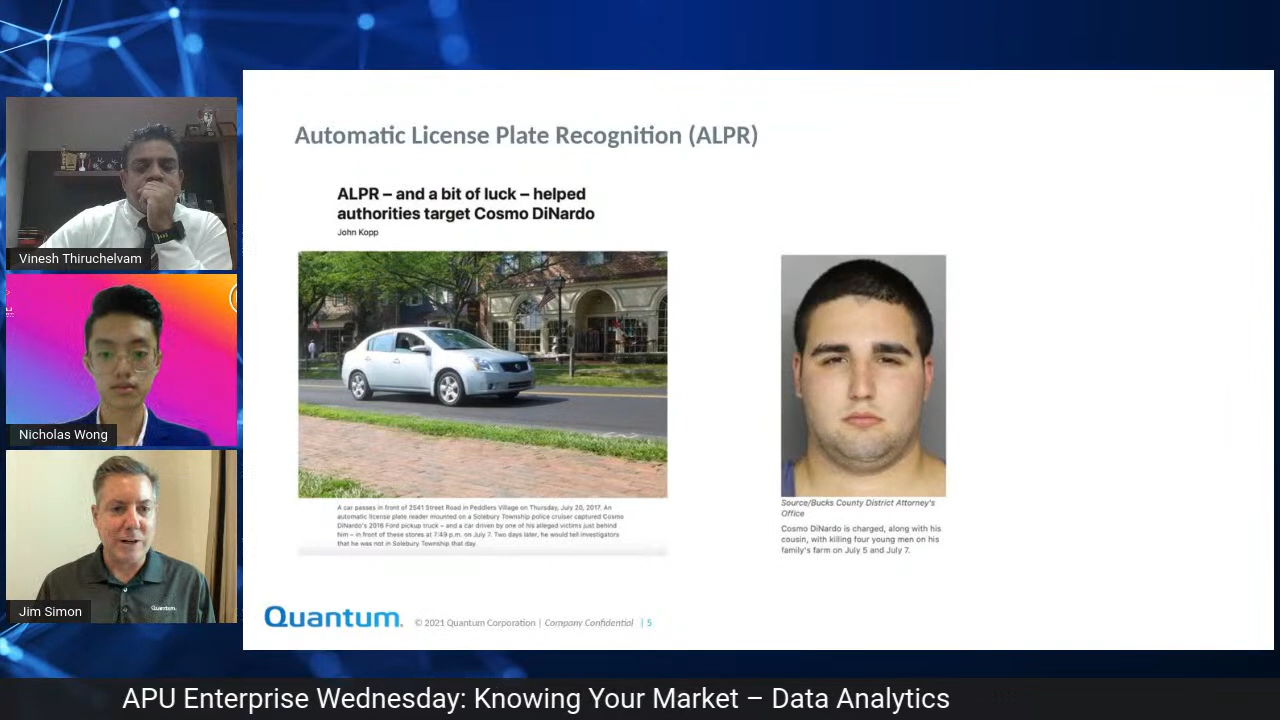 Vinesh Thiruchelvam
Nicholas Wong
Jim Simon
Quantum.
Automatic License Plate Recognition (ALPR)
ALPR – and a bit of luck – helped
authorities target Cosmo DiNardo
John Kopp
A car passes in front of 2541 Street Road in Peddlers Village on Thursday, July 20, 2017. An
automatic license plate reader mounted on a Solebury Township police cruiser captured Cosmo
DiNardo's 2016 Ford pickup truck – and a car driven by one of his alleged victims just behind
him – in front of these stores at 7:49 p.m. on July 7. Two days later, he would tell investigators
that he was not in Solebury Township that day.
Source/Bucks County District Attorney's
Office
Cosmo DiNardo is charged, along with his
cousin, with killing four young men on his
family's farm on July 5 and July 7.
Quantum. © 2021 Quantum Corporation | Company Confidential | 5
APU Enterprise Wednesday: Knowing Your Market – Data Analytics